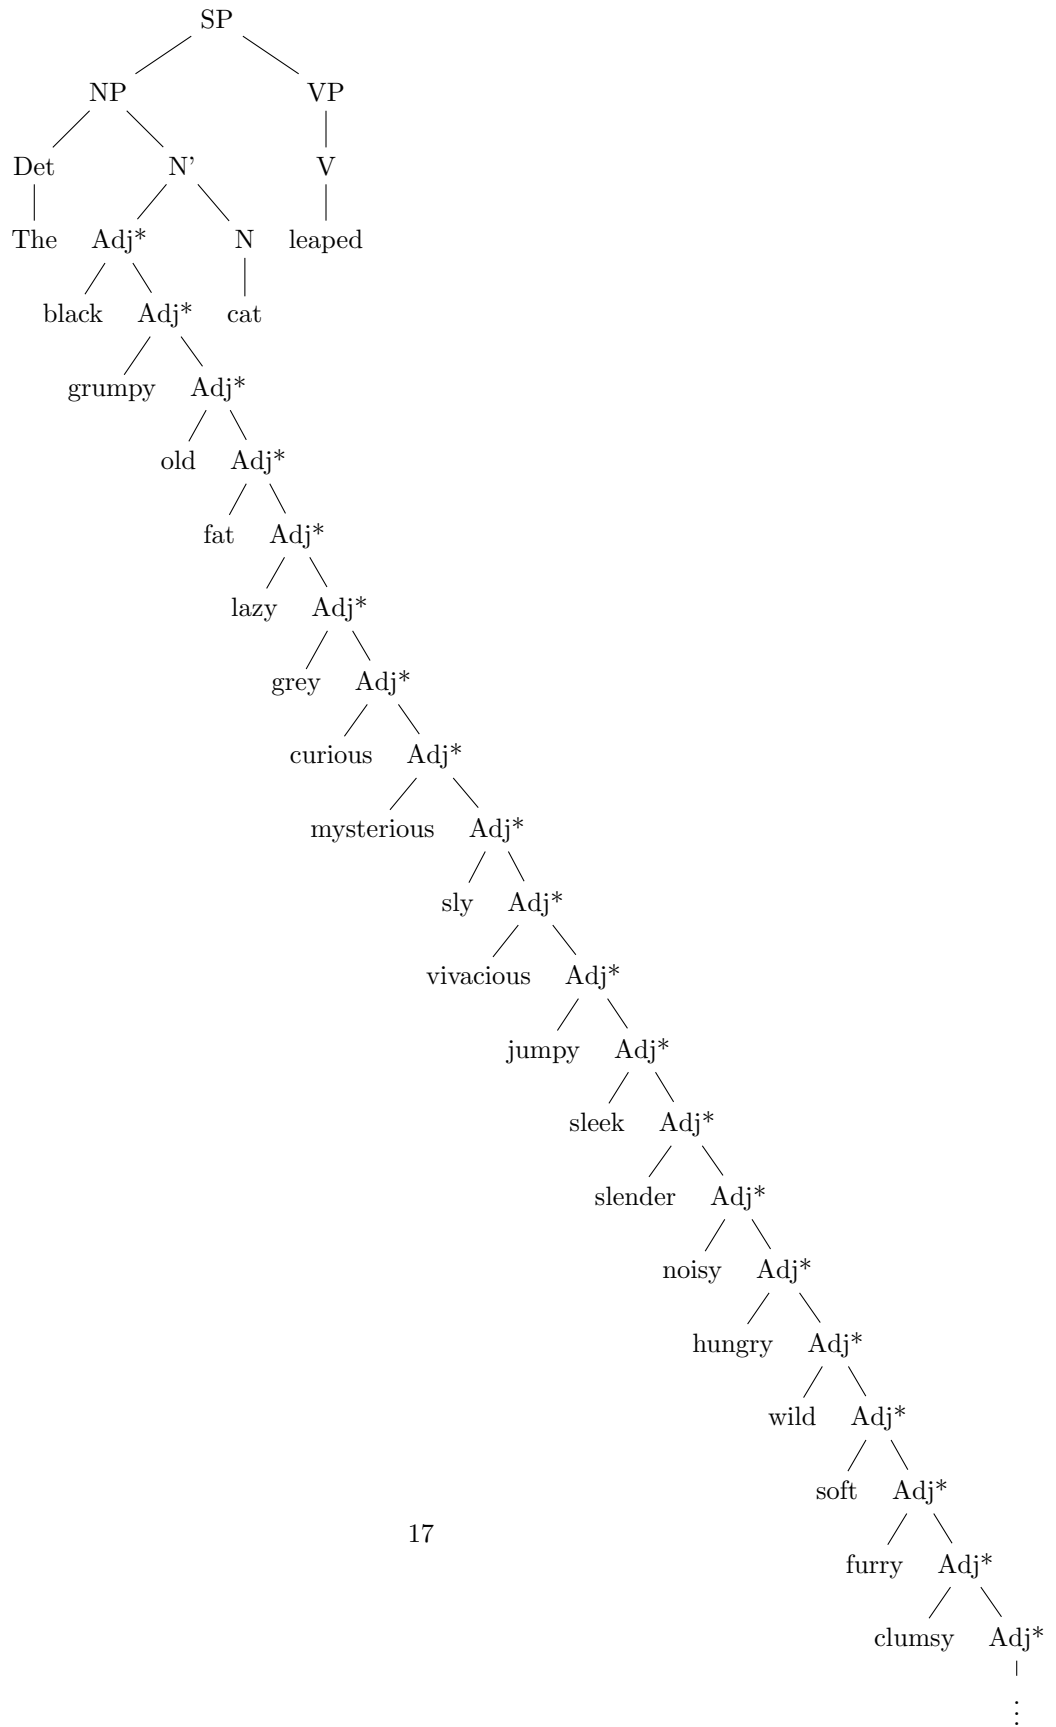 SP
NP VP
Det N' V
The Adj* N leaped
black Adj* cat
grumpy Adj*
old Adj*
fat Adj*
lazy Adj*
grey Adj*
curious Adj*
mysterious Adj*
sly Adj*
vivacious Adj*
jumpy Adj*
sleek Adj*
slender Adj*
noisy Adj*
hungry Adj*
wild Adj*
soft Adj*
17
furry Adj*
clumsy Adj*
⋮